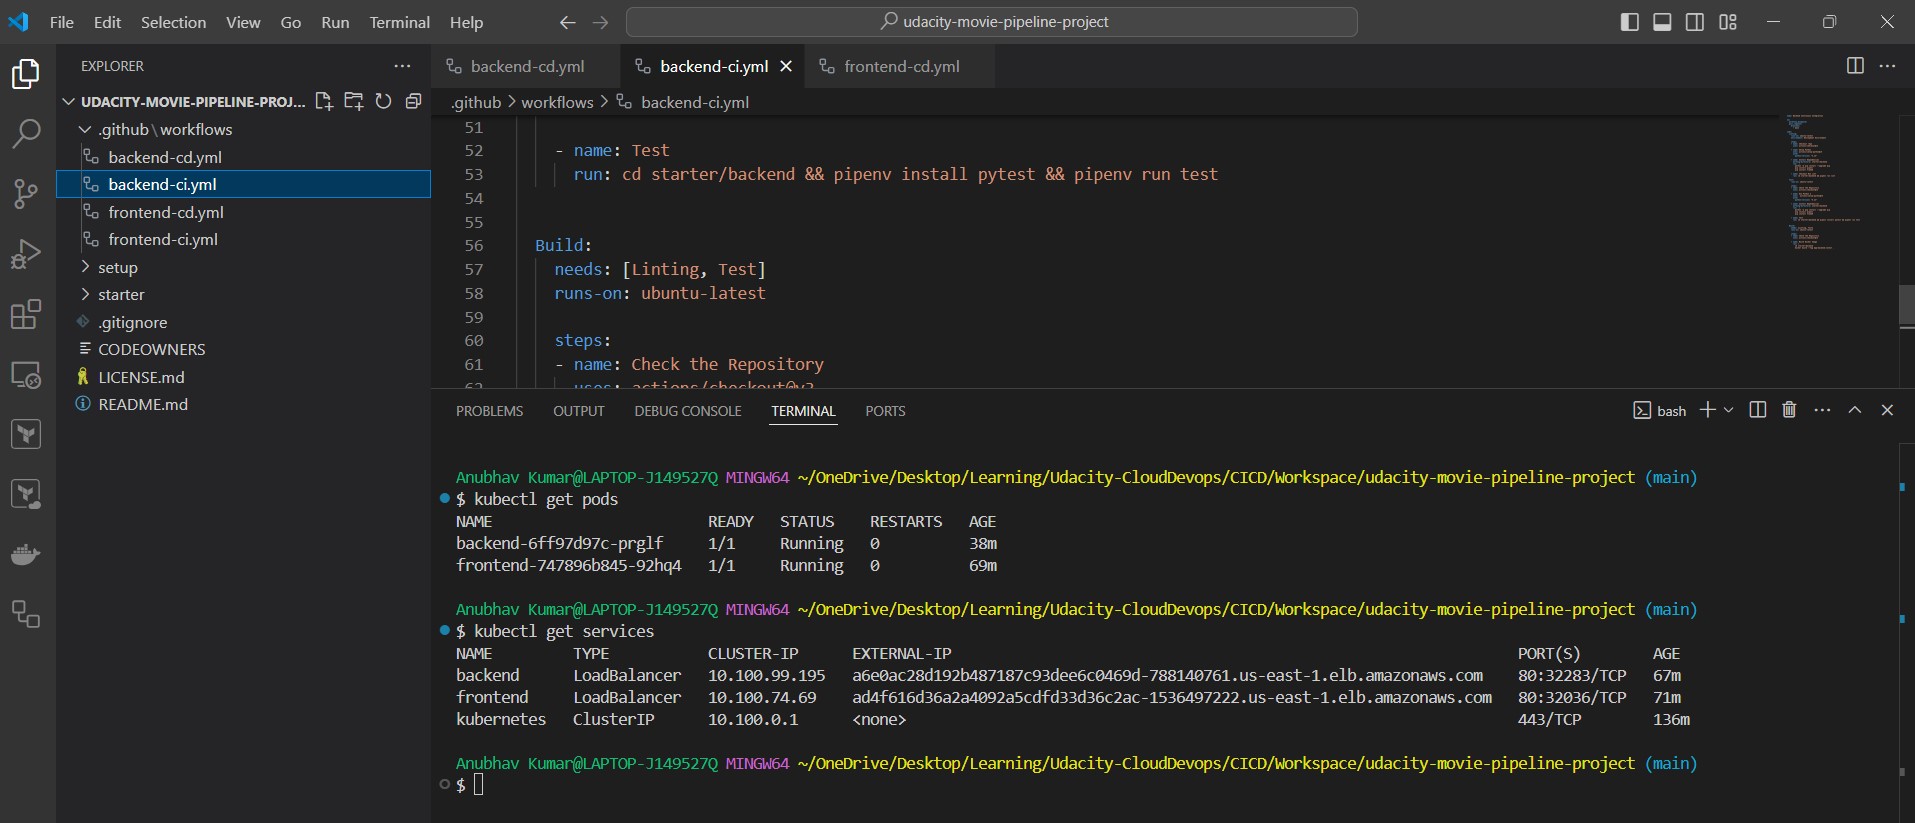 File Edit Selection View Go Run Terminal Help
udacity-movie-pipeline-project
EXPLORER
UDACITY-MOVIE-PIPELINE-PROJ...
.github\workflows
backend-cd.yml
backend-ci.yml
frontend-cd.yml
frontend-ci.yml
setup
starter
.gitignore
CODEOWNERS
LICENSE.md
README.md
backend-cd.yml backend-ci.yml frontend-cd.yml
.github > workflows > backend-ci.yml
51
52 - name: Test
53 run: cd starter/backend && pipenv install pytest && pipenv run test
54
55
56 Build:
57 needs: [Linting, Test]
58 runs-on: ubuntu-latest
59
60 steps:
61 - name: Check the Repository
62 uses: actions/checkout@v3
PROBLEMS OUTPUT DEBUG CONSOLE TERMINAL PORTS
bash
Anubhav Kumar@LAPTOP-J149527Q MINGW64 ~/OneDrive/Desktop/Learning/Udacity-CloudDevops/CICD/Workspace/udacity-movie-pipeline-project (main)
$ kubectl get pods
NAME READY STATUS RESTARTS AGE
backend-6ff97d97c-prglf 1/1 Running 0 38m
frontend-747896b845-92hq4 1/1 Running 0 69m
Anubhav Kumar@LAPTOP-J149527Q MINGW64 ~/OneDrive/Desktop/Learning/Udacity-CloudDevops/CICD/Workspace/udacity-movie-pipeline-project (main)
$ kubectl get services
NAME TYPE CLUSTER-IP EXTERNAL-IP PORT(S) AGE
backend LoadBalancer 10.100.99.195 a6e0ac28d192b487187c93dee6c0469d-788140761.us-east-1.elb.amazonaws.com 80:32283/TCP 67m
frontend LoadBalancer 10.100.74.69 ad4f616d36a2a4092a5cdfd33d36c2ac-1536497222.us-east-1.elb.amazonaws.com 80:32036/TCP 71m
kubernetes ClusterIP 10.100.0.1 <none> 443/TCP 136m
Anubhav Kumar@LAPTOP-J149527Q MINGW64 ~/OneDrive/Desktop/Learning/Udacity-CloudDevops/CICD/Workspace/udacity-movie-pipeline-project (main)
$